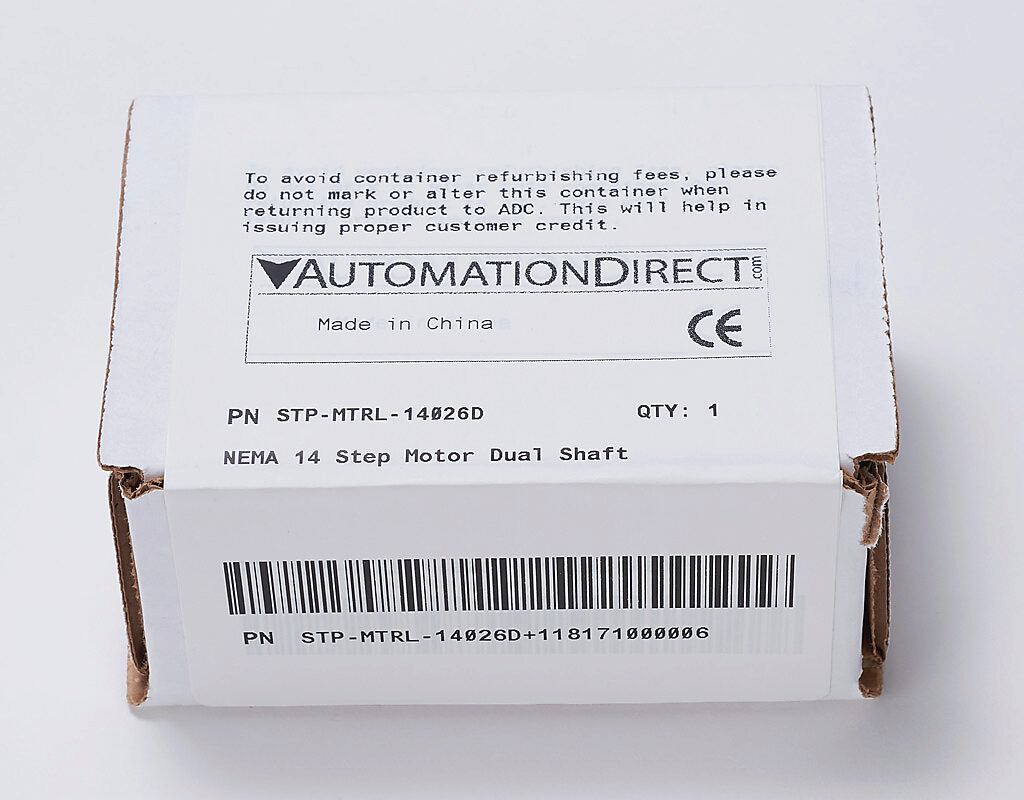 To avoid container refurbishing fees, please
do not mark or alter this container when
returning product to ADC. This will help in
issuing proper customer credit.
AUTOMATIONDIRECT.com
Made in China
CE
PN STP-MTRL-14026D QTY: 1
NEMA 14 Step Motor Dual Shaft
PN STP-MTRL-14026D+118171000006